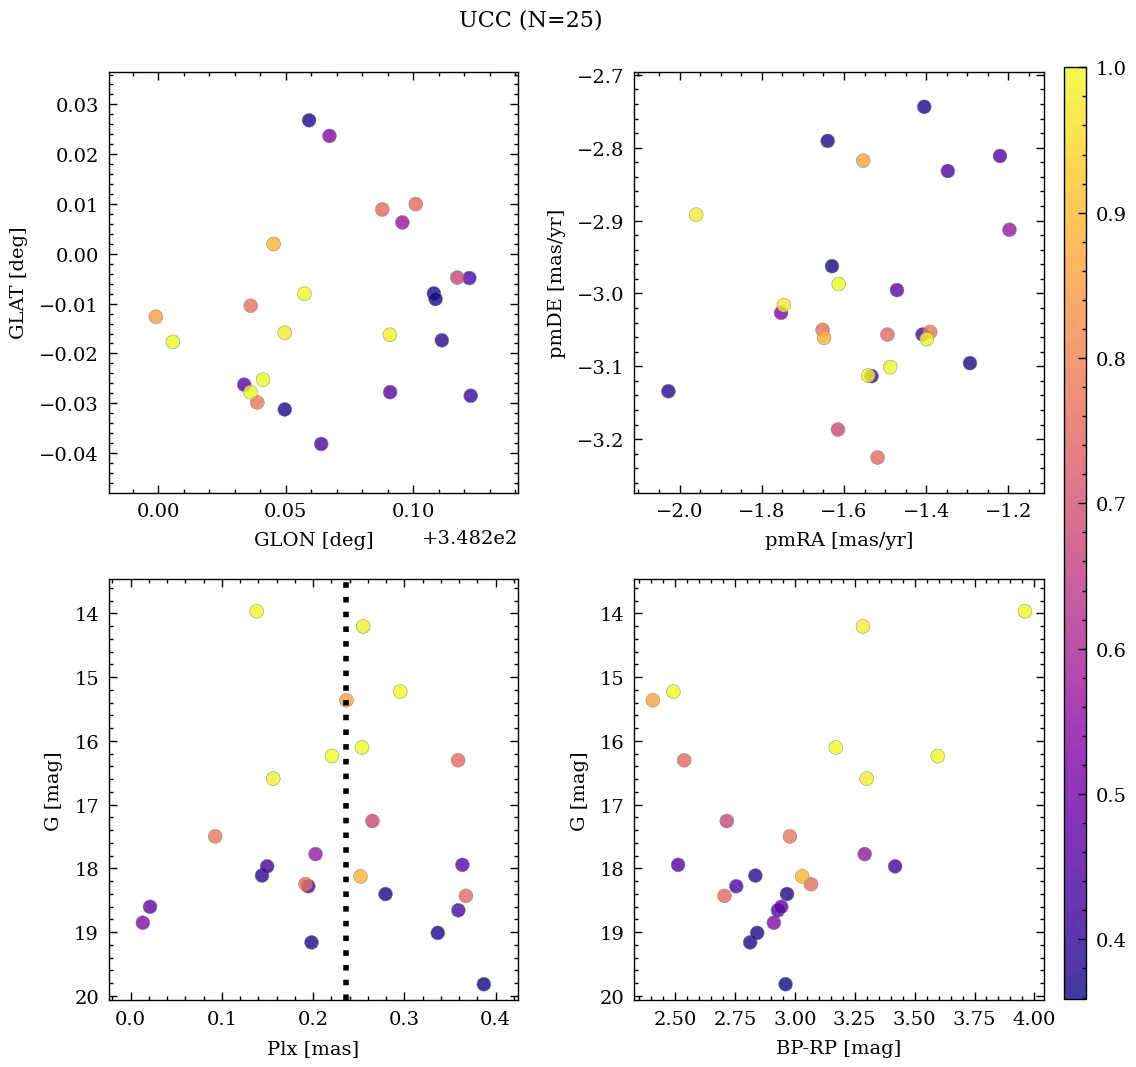 UCC (N=25)
0.03
0.02
0.01
0.00
−0.01
−0.02
−0.03
−0.04
GLAT [deg]
0.00 0.05 0.10
GLON [deg] +3.482e2
−2.7
−2.8
−2.9
−3.0
−3.1
−3.2
pmDE [mas/yr]
−2.0 −1.8 −1.6 −1.4 −1.2
pmRA [mas/yr]
14
15
16
17
18
19
20
G [mag]
0.0 0.1 0.2 0.3 0.4
Plx [mas]
14
15
16
17
18
19
20
G [mag]
2.50 2.75 3.00 3.25 3.50 3.75 4.00
BP-RP [mag]
1.0
0.9
0.8
0.7
0.6
0.5
0.4